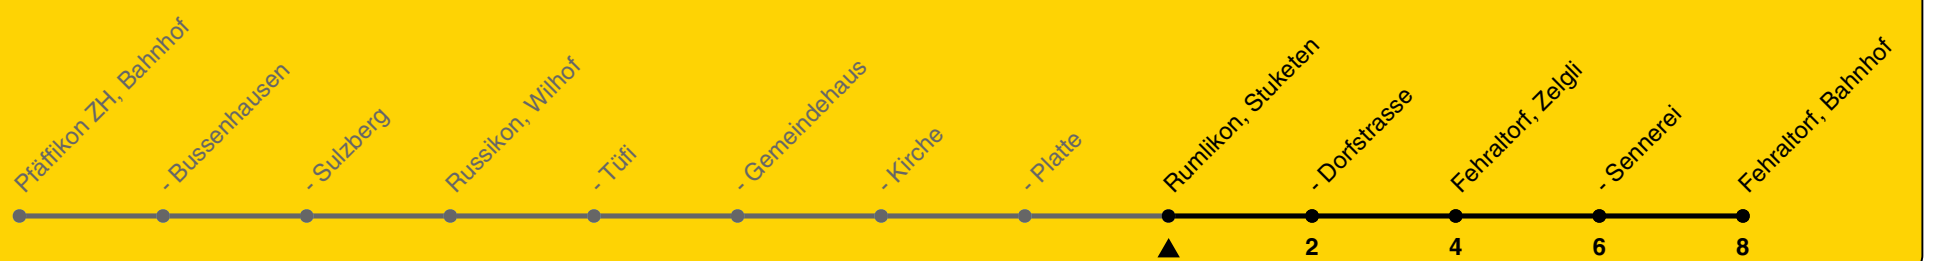 Pfäffikon ZH, Bahnhof
- Bussenhausen
- Sulzberg
Russikon, Wilhof
- Tüfi
- Gemeindehaus
- Kirche
- Platte
Rumlikon, Stuketen
- Dorfstrasse
Fehraltorf, Zelgli
- Sennerei
Fehraltorf, Bahnhof
2
4
6
8